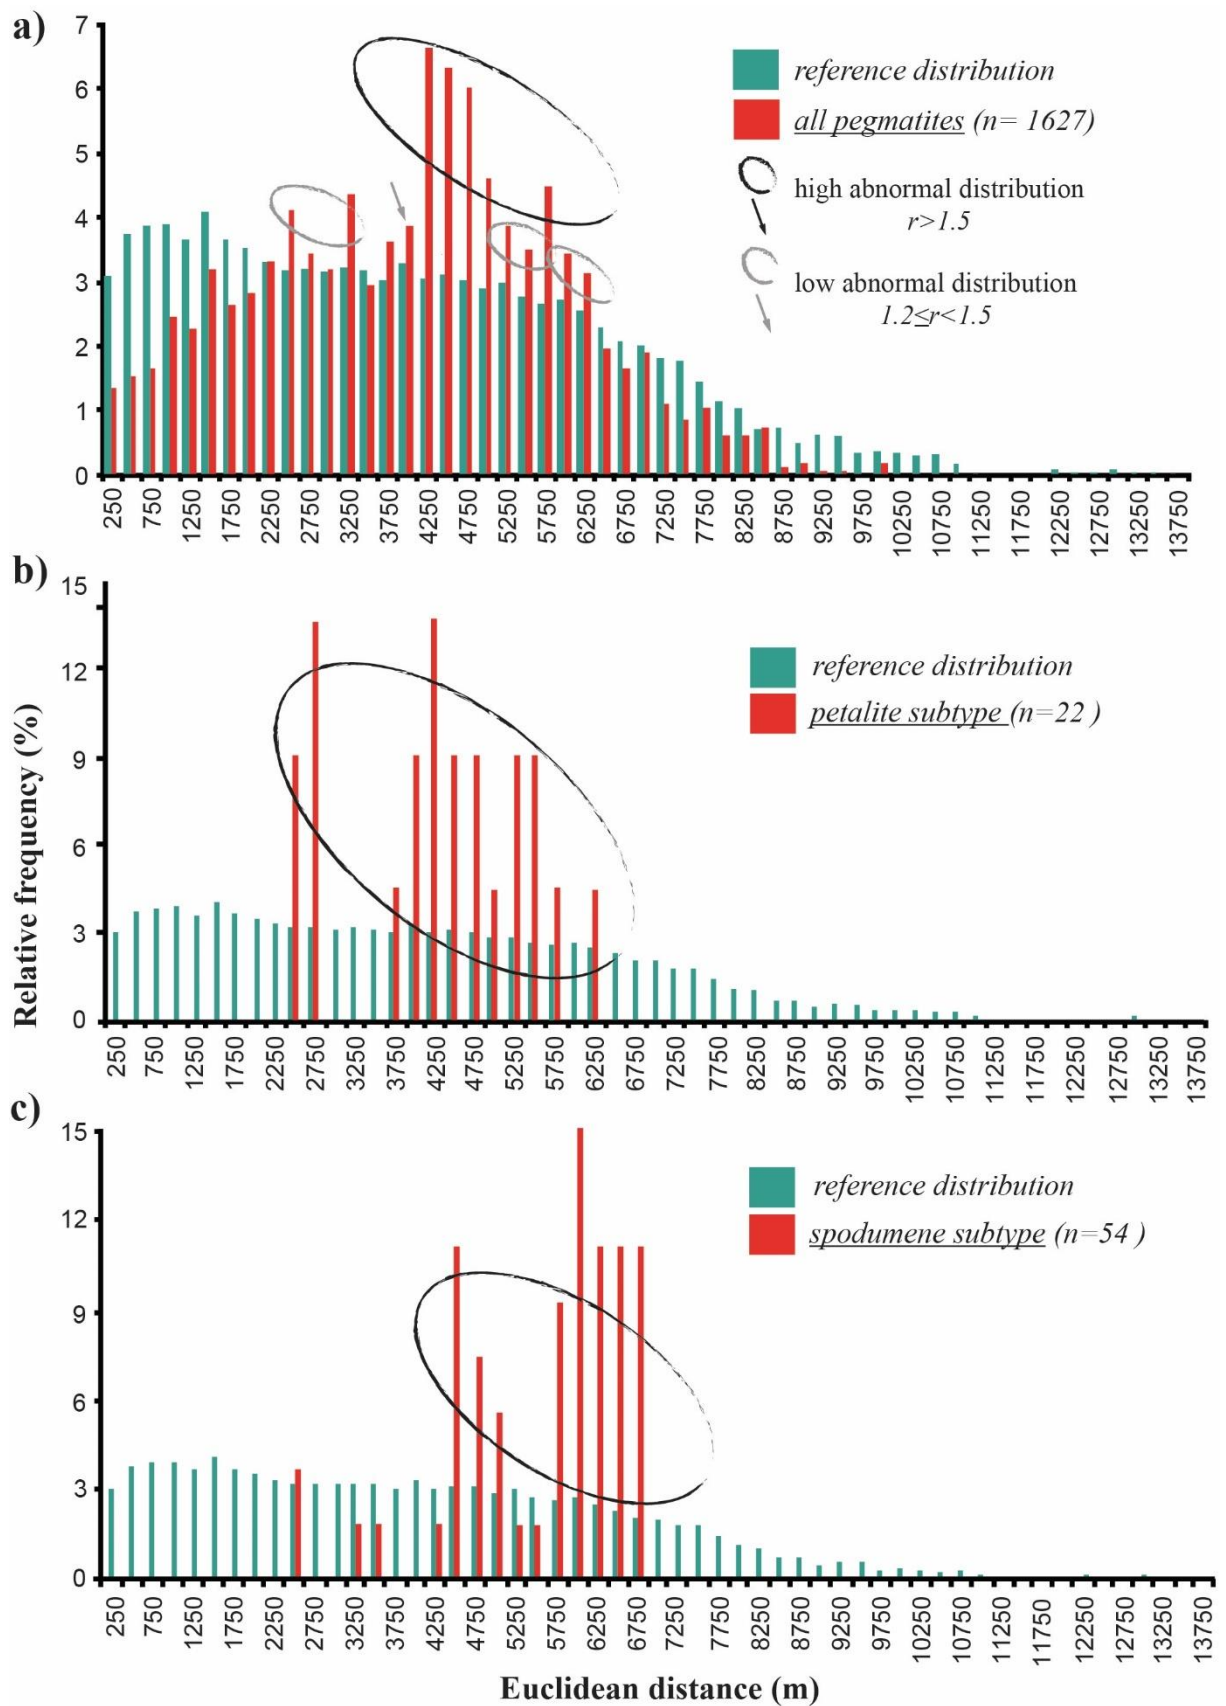 a)
7
6
5
4
3
2
1
0
reference distribution
all pegmatites (n= 1627)
high abnormal distribution
r>1.5
low abnormal distribution
1.2≤r<1.5
250 750 1250 1750 2250 2750 3250 3750 4250 4750 5250 5750 6250 6750 7250 7750 8250 8750 9250 9750 10250 10750 11250 11750 12250 12750 13250 13750
b)
15
12
9
6
3
0
reference distribution
petalite subtype (n=22 )
Relative frequency (%)
250 750 1250 1750 2250 2750 3250 3750 4250 4750 5250 5750 6250 6750 7250 7750 8250 8750 9250 9750 10250 10750 11250 11750 12250 12750 13250 13750
c)
15
12
9
6
3
0
reference distribution
spodumene subtype (n=54 )
250 750 1250 1750 2250 2750 3250 3750 4250 4750 5250 5750 6250 6750 7250 7750 8250 8750 9250 9750 10250 10750 11250 11750 12250 12750 13250 13750
Euclidean distance (m)